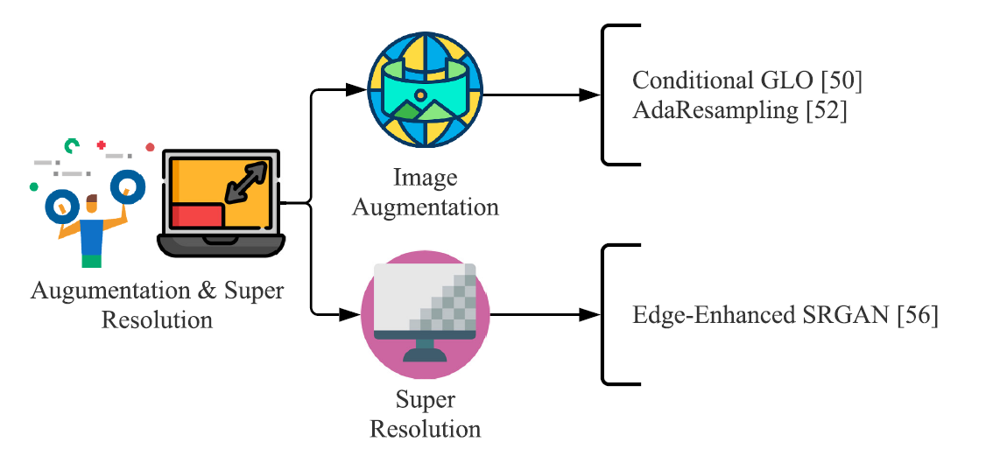 Conditional GLO [50]
AdaResampling [52]
Image
Augmentation
Augumentation & Super
Resolution
Edge-Enhanced SRGAN [56]
Super
Resolution